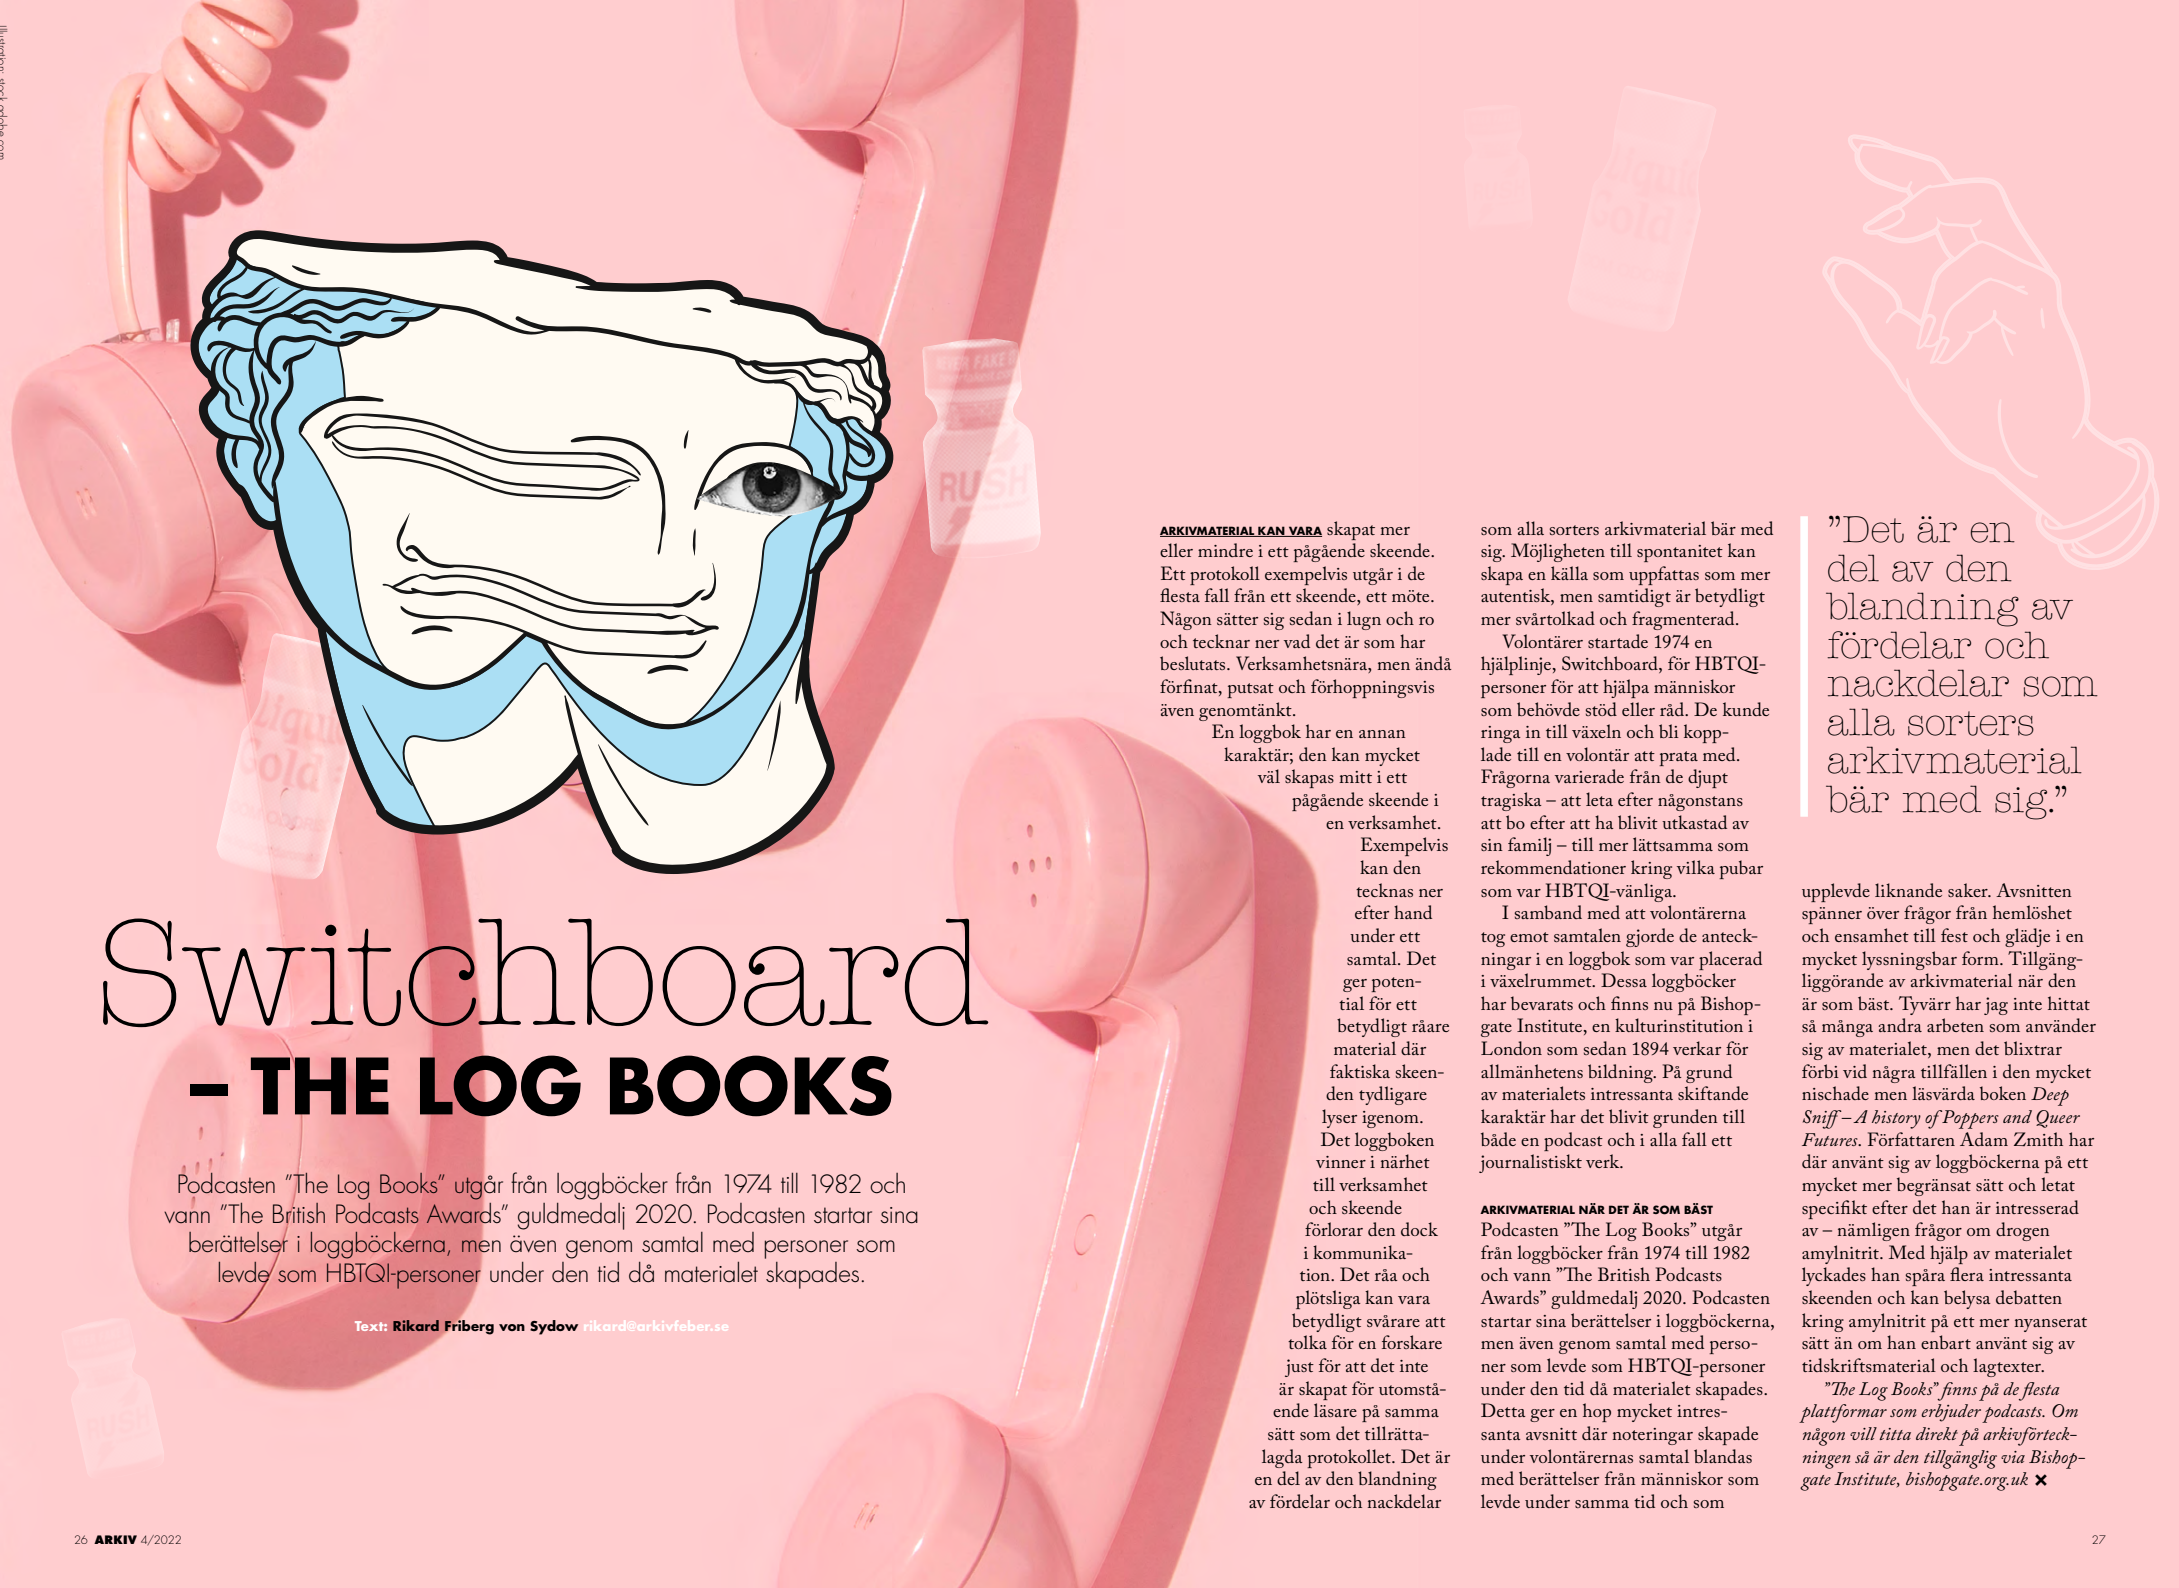 Illustration: stock.adobe.com
NEVER FAKE IT
RUSH
Liquid
Gold
RUSH
Liquid
Gold
Switchboard
– THE LOG BOOKS
Podcasten ”The Log Books” utgår från loggböcker från 1974 till 1982 och
vann ”The British Podcasts Awards” guldmedalj 2020. Podcasten startar sina
berättelser i loggböckerna, men även genom samtal med personer som
levde som HBTQI-personer under den tid då materialet skapades.
Text: Rikard Friberg von Sydow rikard@arkivfeber.se
26 ARKIV 4/2022
ARKIVMATERIAL KAN VARA skapat mer
eller mindre i ett pågående skeende.
Ett protokoll exempelvis utgår i de
flesta fall från ett skeende, ett möte.
Någon sätter sig sedan i lugn och ro
och tecknar ner vad det är som har
beslutats. Verksamhetsnära, men ändå
förfinat, putsat och förhoppningsvis
även genomtänkt.
En loggbok har en annan
karaktär; den kan mycket
väl skapas mitt i ett
pågående skeende i
en verksamhet.
Exempelvis
kan den
tecknas ner
efter hand
under ett
samtal. Det
ger poten-
tial för ett
betydligt råare
material där
faktiska skeen-
den tydligare
lyser igenom.
Det loggboken
vinner i närhet
till verksamhet
och skeende
förlorar den dock
i kommunika-
tion. Det råa och
plötsliga kan vara
betydligt svårare att
tolka för en forskare
just för att det inte
är skapat för utomstå-
ende läsare på samma
sätt som det tillrätta-
lagda protokollet. Det är
en del av den blandning
av fördelar och nackdelar
som alla sorters arkivmaterial bär med
sig. Möjligheten till spontanitet kan
skapa en källa som uppfattas som mer
autentisk, men samtidigt är betydligt
mer svårtolkad och fragmenterad.
Volontärer startade 1974 en
hjälplinje, Switchboard, för HBTQI-
personer för att hjälpa människor
som behövde stöd eller råd. De kunde
ringa in till växeln och bli kopp-
lade till en volontär att prata med.
Frågorna varierade från de djupt
tragiska – att leta efter någonstans
att bo efter att ha blivit utkastad av
sin familj – till mer lättsamma som
rekommendationer kring vilka pubar
som var HBTQI-vänliga.
I samband med att volontärerna
tog emot samtalen gjorde de anteck-
ningar i en loggbok som var placerad
i växelrummet. Dessa loggböcker
har bevarats och finns nu på Bishop-
gate Institute, en kulturinstitution i
London som sedan 1894 verkar för
allmänhetens bildning. På grund
av materialets intressanta skiftande
karaktär har det blivit grunden till
både en podcast och i alla fall ett
journalistiskt verk.
ARKIVMATERIAL NÄR DET ÄR SOM BÄST
Podcasten ”The Log Books” utgår
från loggböcker från 1974 till 1982
och vann ”The British Podcasts
Awards” guldmedalj 2020. Podcasten
startar sina berättelser i loggböckerna,
men även genom samtal med perso-
ner som levde som HBTQI-personer
under den tid då materialet skapades.
Detta ger en hop mycket intres-
santa avsnitt där noteringar skapade
under volontärernas samtal blandas
med berättelser från människor som
levde under samma tid och som
”Det är en
del av den
blandning av
fördelar och
nackdelar som
alla sorters
arkivmaterial
bär med sig.”
upplevde liknande saker. Avsnitten
spänner över frågor från hemlöshet
och ensamhet till fest och glädje i en
mycket lyssningsbar form. Tillgäng-
liggörande av arkivmaterial när den
är som bäst. Tyvärr har jag inte hittat
så många andra arbeten som använder
sig av materialet, men det blixtrar
förbi vid några tillfällen i den mycket
nischade men läsvärda boken Deep
Sniff – A history of Poppers and Queer
Futures. Författaren Adam Zmith har
där använt sig av loggböckerna på ett
mycket mer begränsat sätt och letat
specifikt efter det han är intresserad
av – nämligen frågor om drogen
amylnitrit. Med hjälp av materialet
lyckades han spåra flera intressanta
skeenden och kan belysa debatten
kring amylnitrit på ett mer nyanserat
sätt än om han enbart använt sig av
tidskriftsmaterial och lagtexter.
”The Log Books” finns på de flesta
plattformar som erbjuder podcasts. Om
någon vill titta direkt på arkivförteck-
ningen så är den tillgänglig via Bishop-
gate Institute, bishopgate.org.uk
27